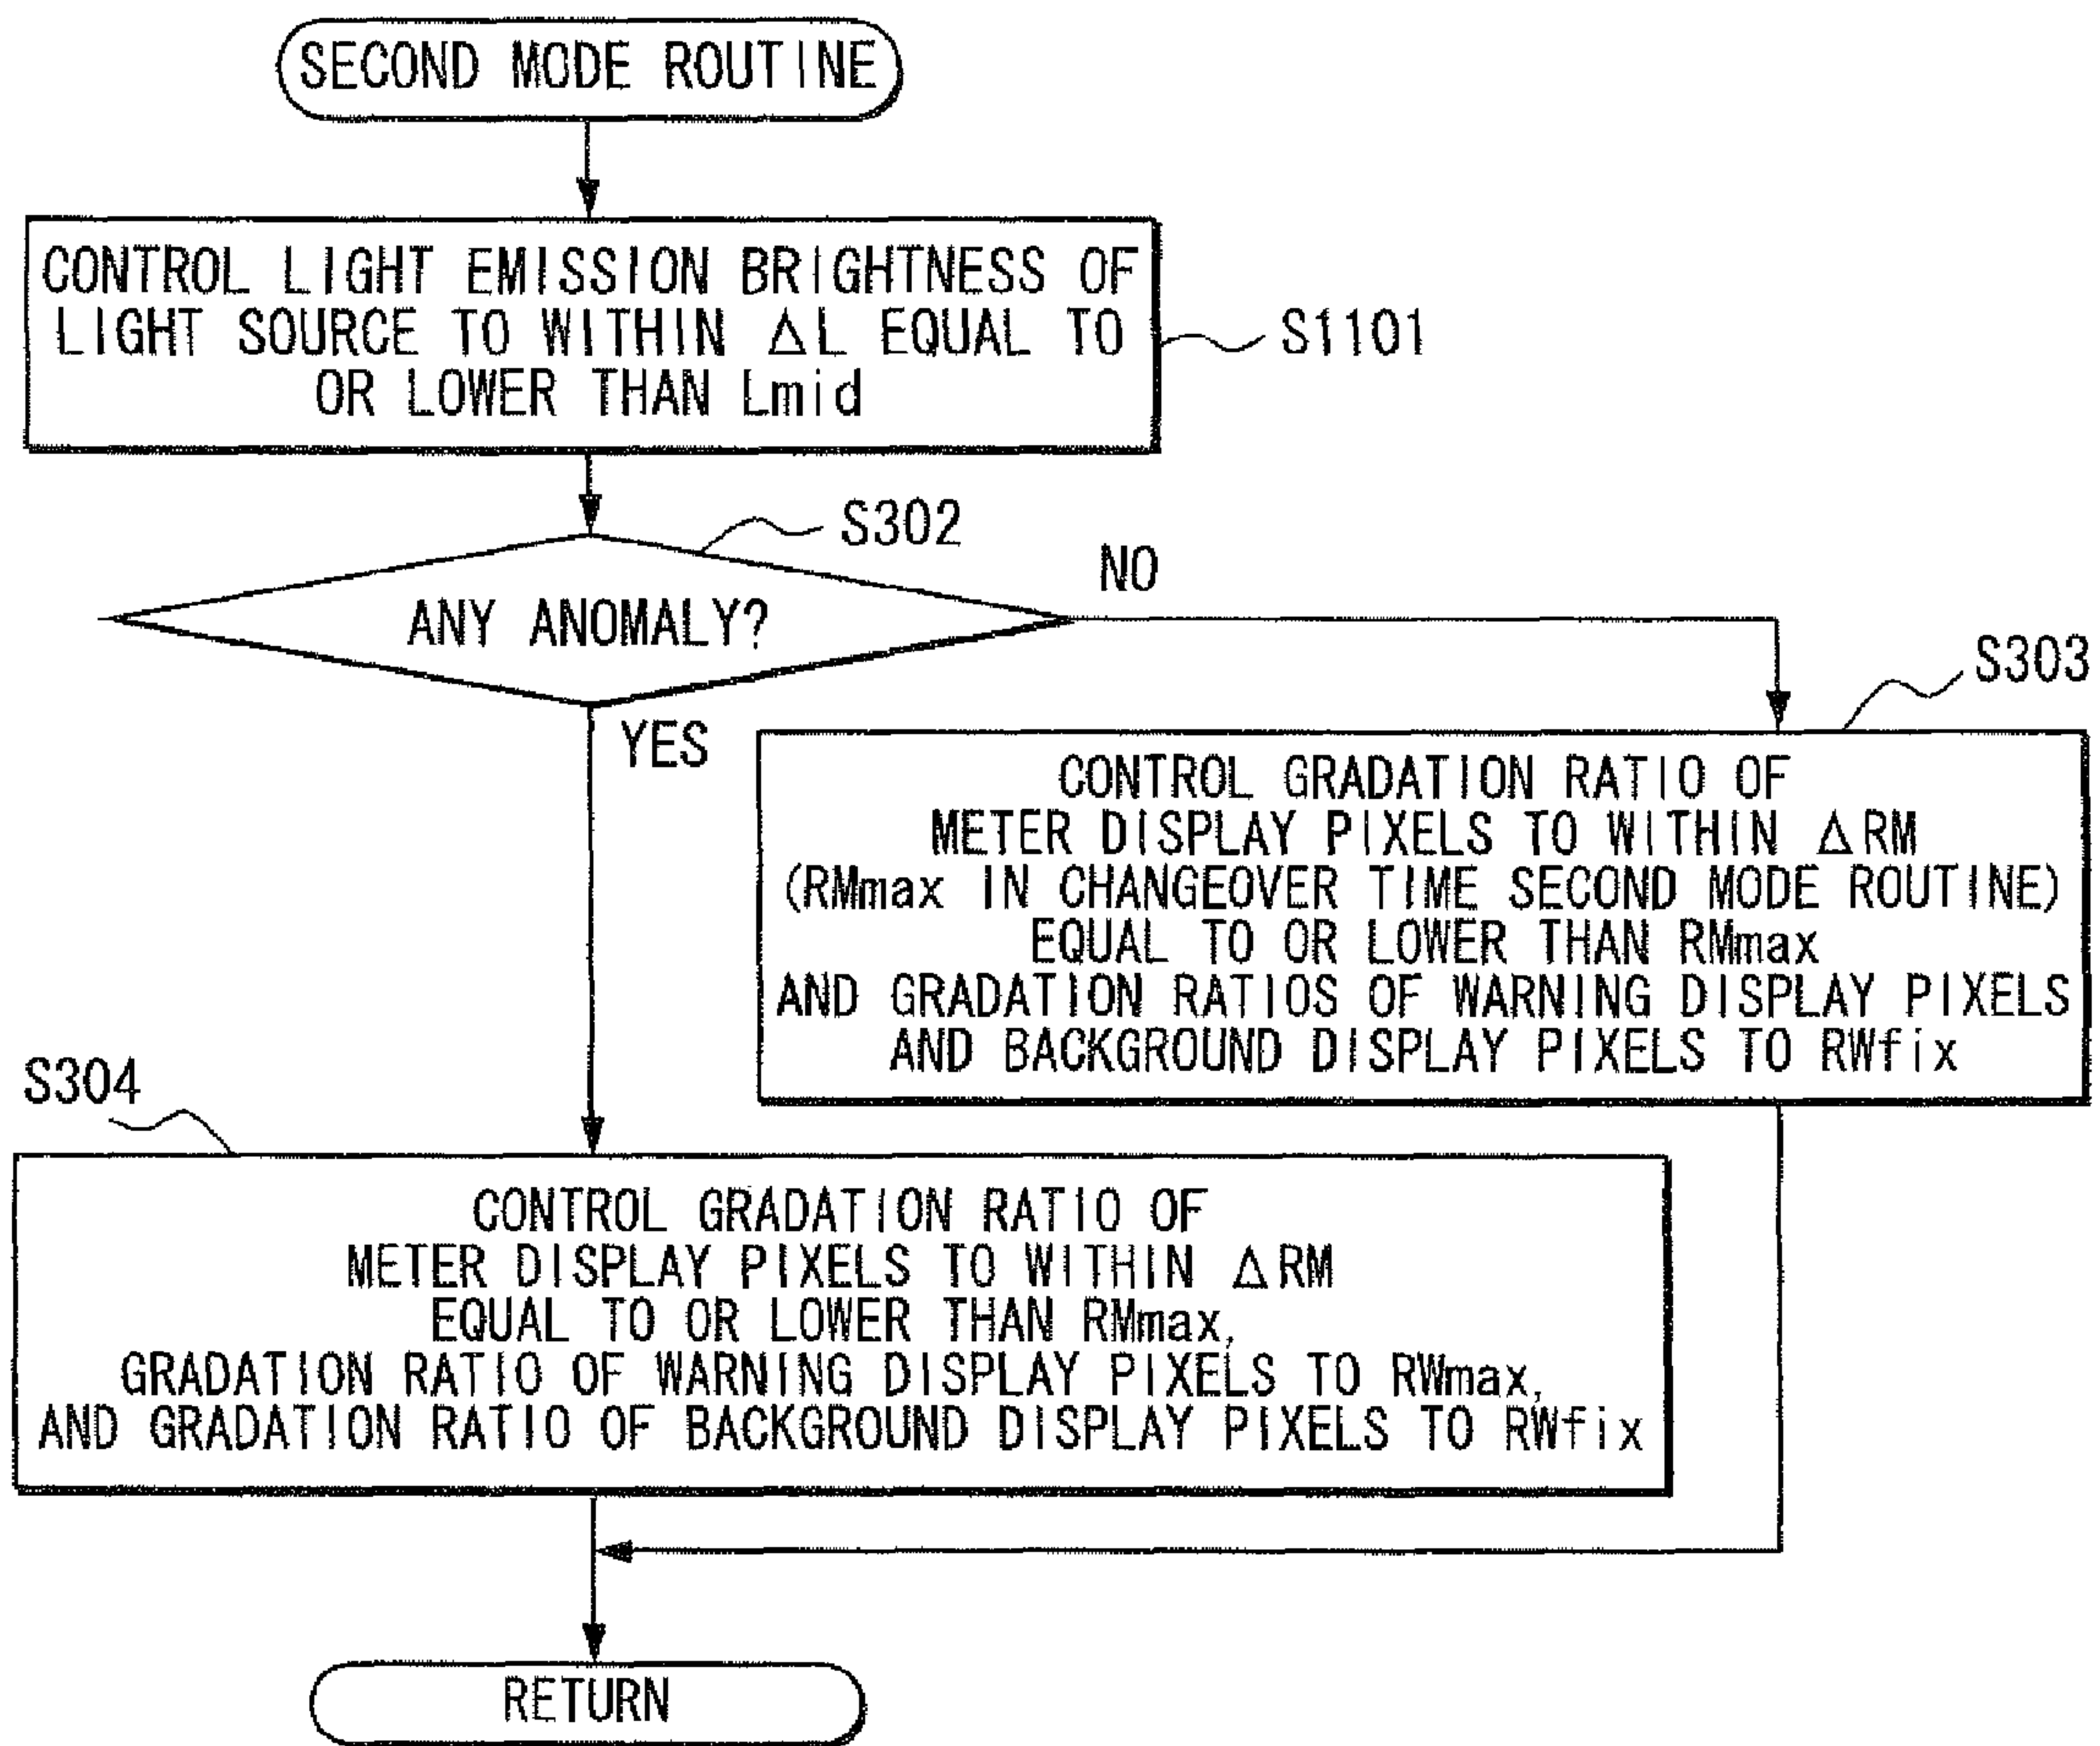 SECOND MODE ROUTINE
CONTROL LIGHT EMISSION BRIGHTNESS OF
LIGHT SOURCE TO WITHIN ΔL EQUAL TO
OR LOWER THAN Lmid
S1101
S302
ANY ANOMALY?
NO
YES
S303
CONTROL GRADATION RATIO OF
METER DISPLAY PIXELS TO WITHIN ΔRM
(RMmax IN CHANGEOVER TIME SECOND MODE ROUTINE)
EQUAL TO OR LOWER THAN RMmax
AND GRADATION RATIOS OF WARNING DISPLAY PIXELS
AND BACKGROUND DISPLAY PIXELS TO RWfix
S304
CONTROL GRADATION RATIO OF
METER DISPLAY PIXELS TO WITHIN ΔRM
EQUAL TO OR LOWER THAN RMmax,
GRADATION RATIO OF WARNING DISPLAY PIXELS TO RWmax,
AND GRADATION RATIO OF BACKGROUND DISPLAY PIXELS TO RWfix
RETURN